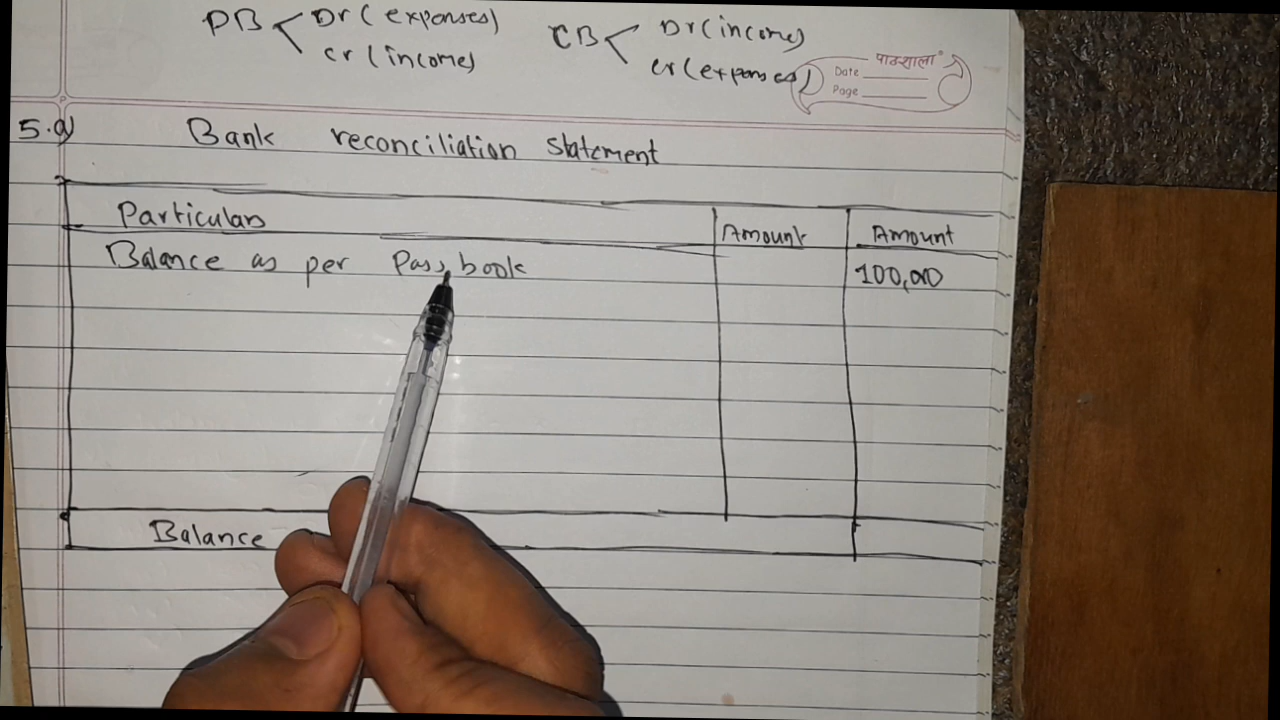 PB < Dr (expenses)
cr (income)
CB < Dr (income)
cr (expenses)
पाठशाला
Date
Page
5.a) Bank reconciliation statement
Particulars Amount Amount
Balance as per Pass book 100,000
Balance